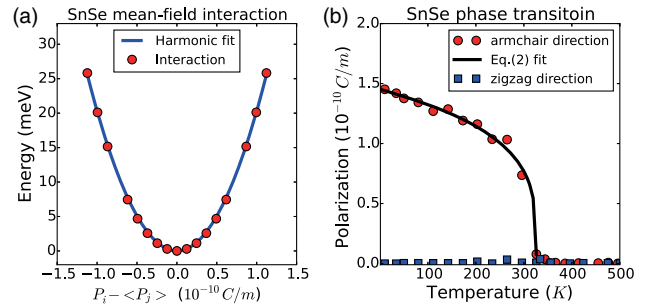 (a) SnSe mean-field interaction
Harmonic fit
Interaction
Energy (meV)
30
25
20
15
10
5
0
−1.5 −1.0 −0.5 0.0 0.5 1.0 1.5
P_i − <P_j> (10^−10 C/m)
(b) SnSe phase transitoin
armchair direction
Eq.(2) fit
zigzag direction
Polarization (10^−10 C/m)
2.0
1.5
1.0
0.5
0.0
100 200 300 400 500
Temperature (K)